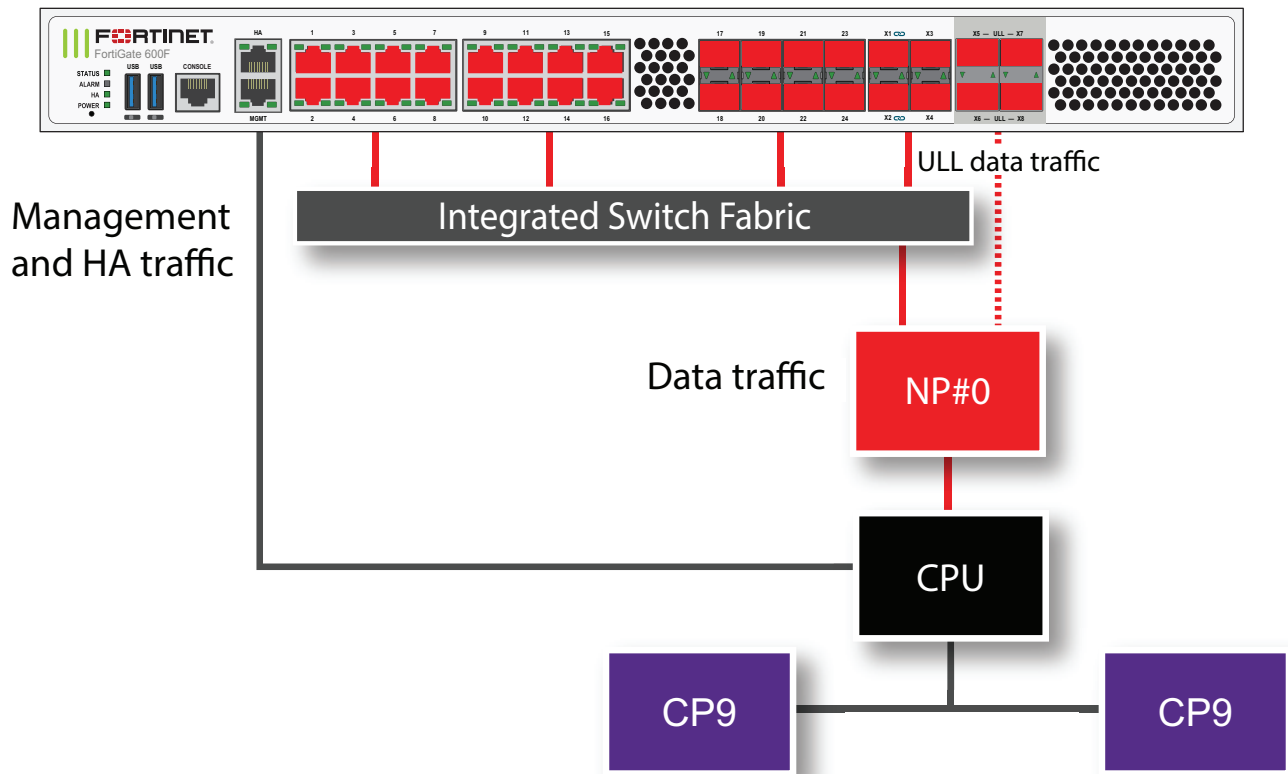 FORTINET
FortiGate 600F
STATUS
ALARM
HA
POWER
USB USB CONSOLE
HA
MGMT
1 3 5 7
2 4 6 8
9 11 13 15
10 12 14 16
17 19 21 23
18 20 22 24
X1 X3
X2 X4
X5 — ULL — X7
X6 — ULL — X8
ULL data traffic
Integrated Switch Fabric
Management
and HA traffic
Data traffic
NP#0
CPU
CP9 CP9